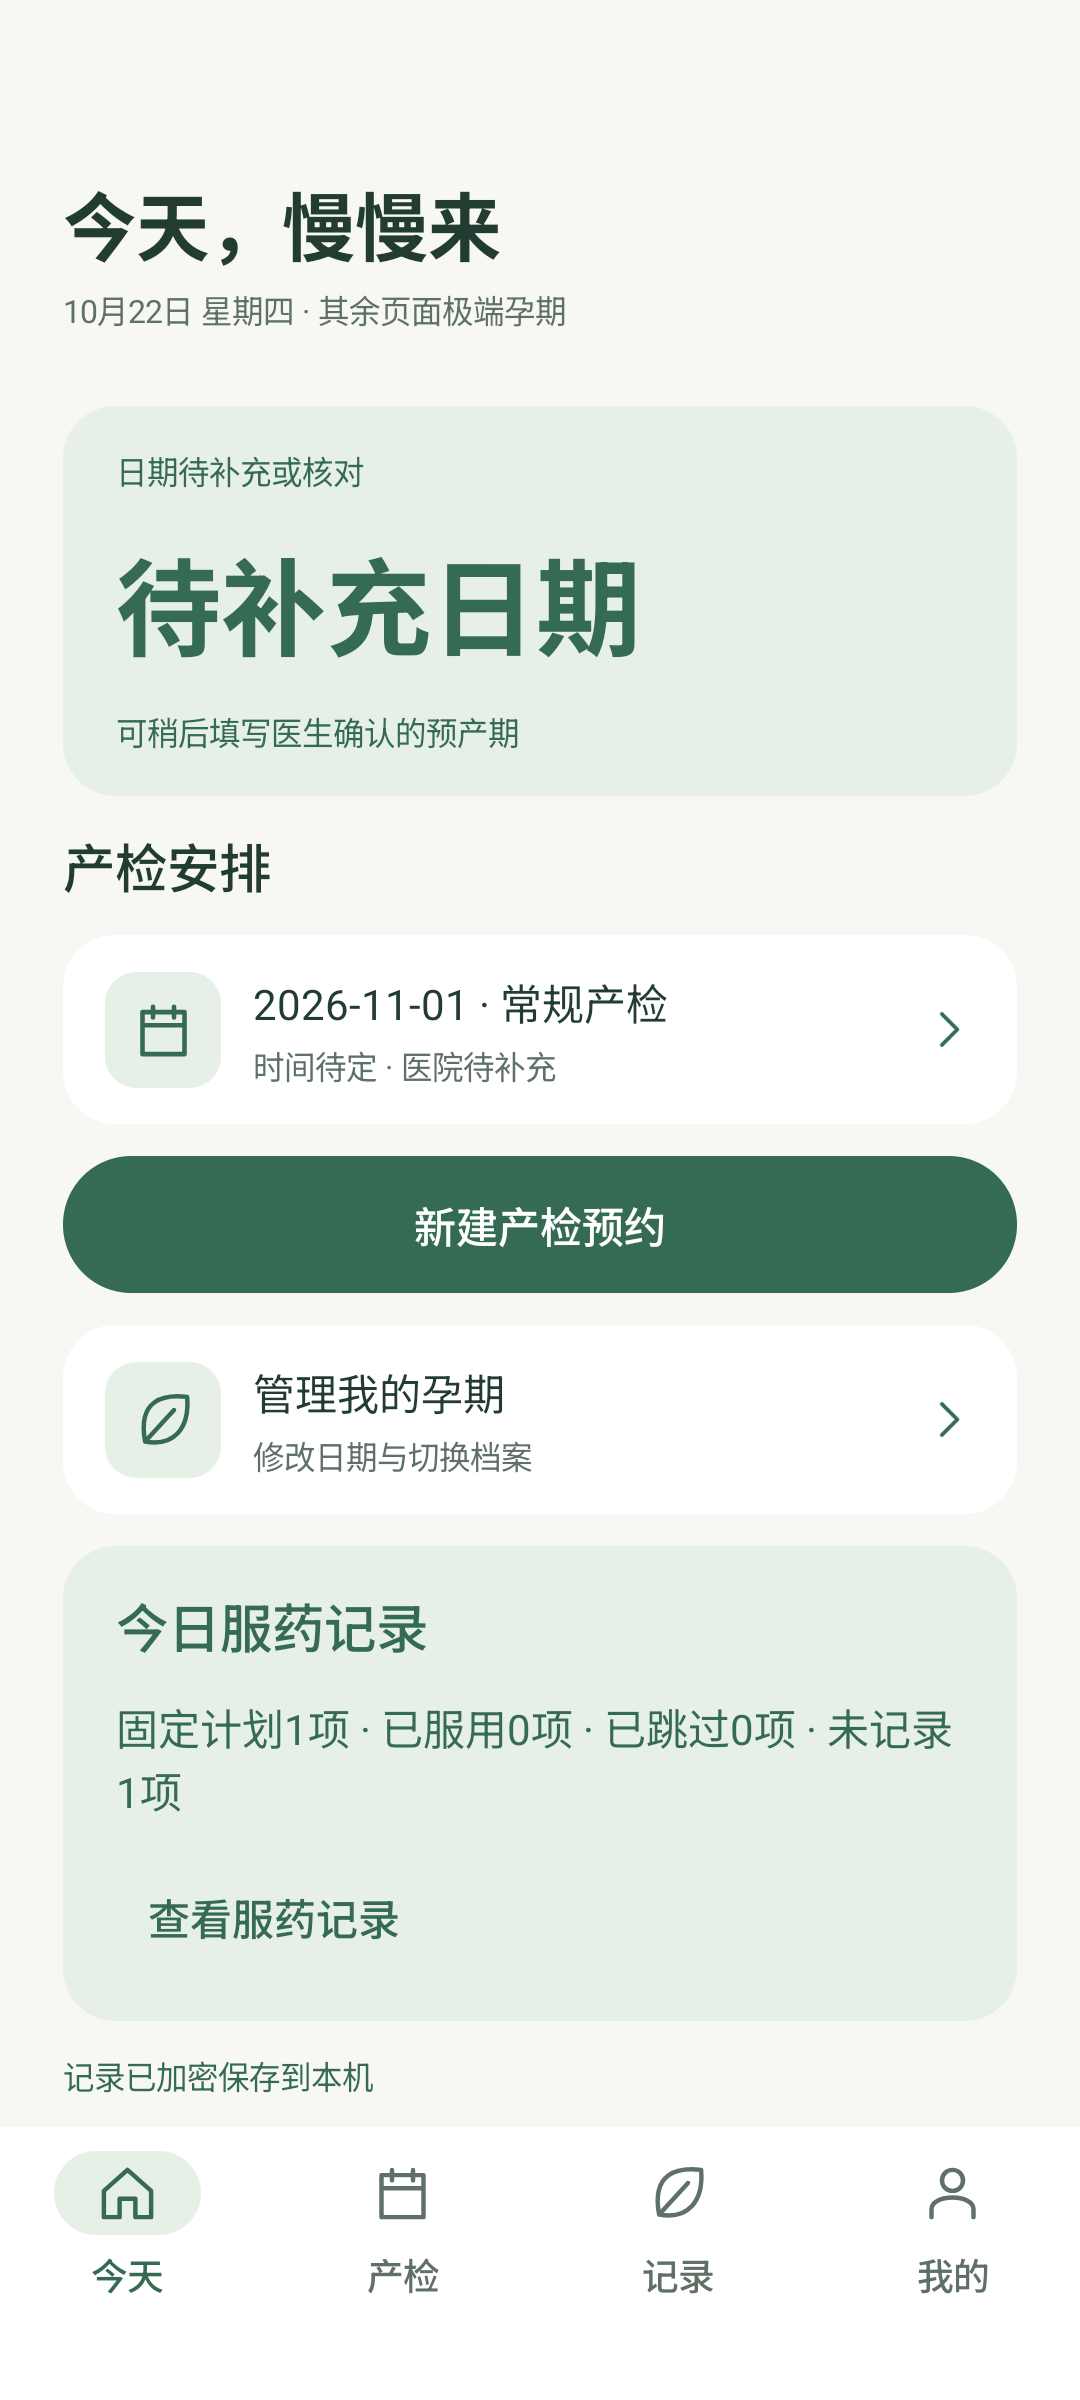 今天，慢慢来
10月22日 星期四 · 其余页面极端孕期
日期待补充或核对
待补充日期
可稍后填写医生确认的预产期
产检安排
2026-11-01 · 常规产检
时间待定 · 医院待补充
新建产检预约
管理我的孕期
修改日期与切换档案
今日服药记录
固定计划1项 · 已服用0项 · 已跳过0项 · 未记录
1项
查看服药记录
记录已加密保存到本机
今天
产检
记录
我的